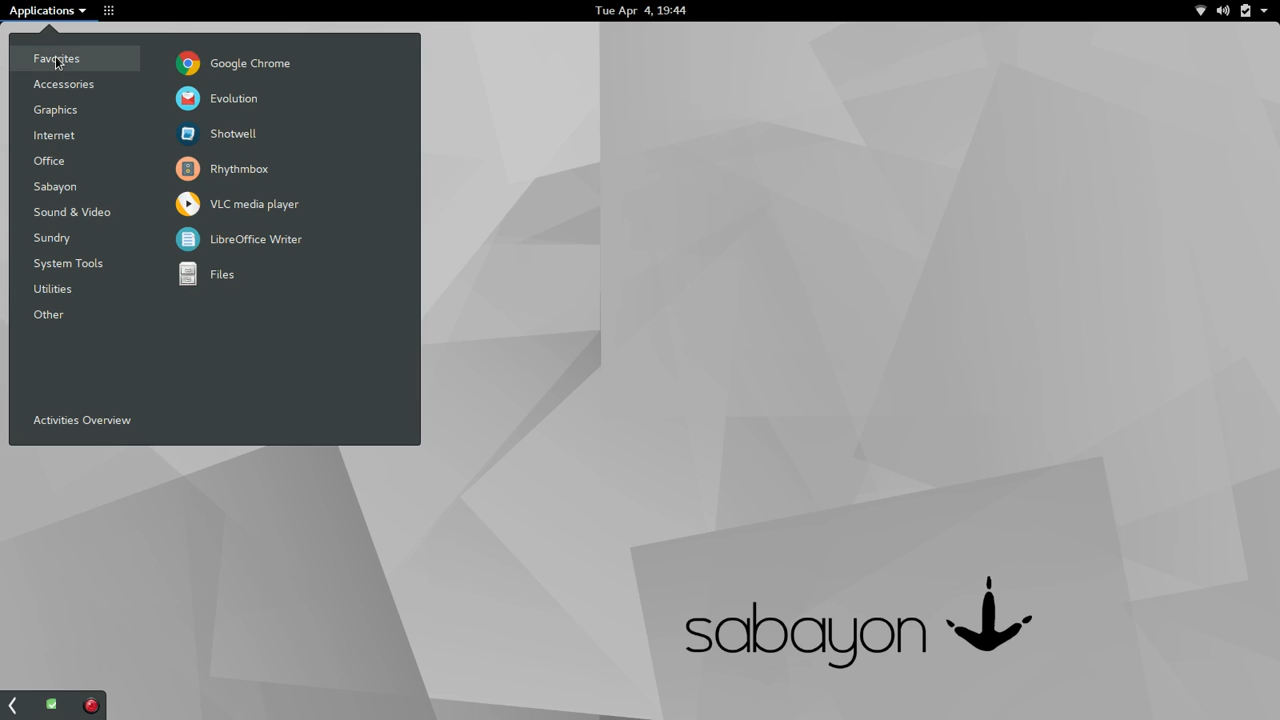 Applications
Tue Apr 4, 19:44
Favorites
Accessories
Graphics
Internet
Office
Sabayon
Sound & Video
Sundry
System Tools
Utilities
Other
Activities Overview
Google Chrome
Evolution
Shotwell
Rhythmbox
VLC media player
LibreOffice Writer
Files
sabayon